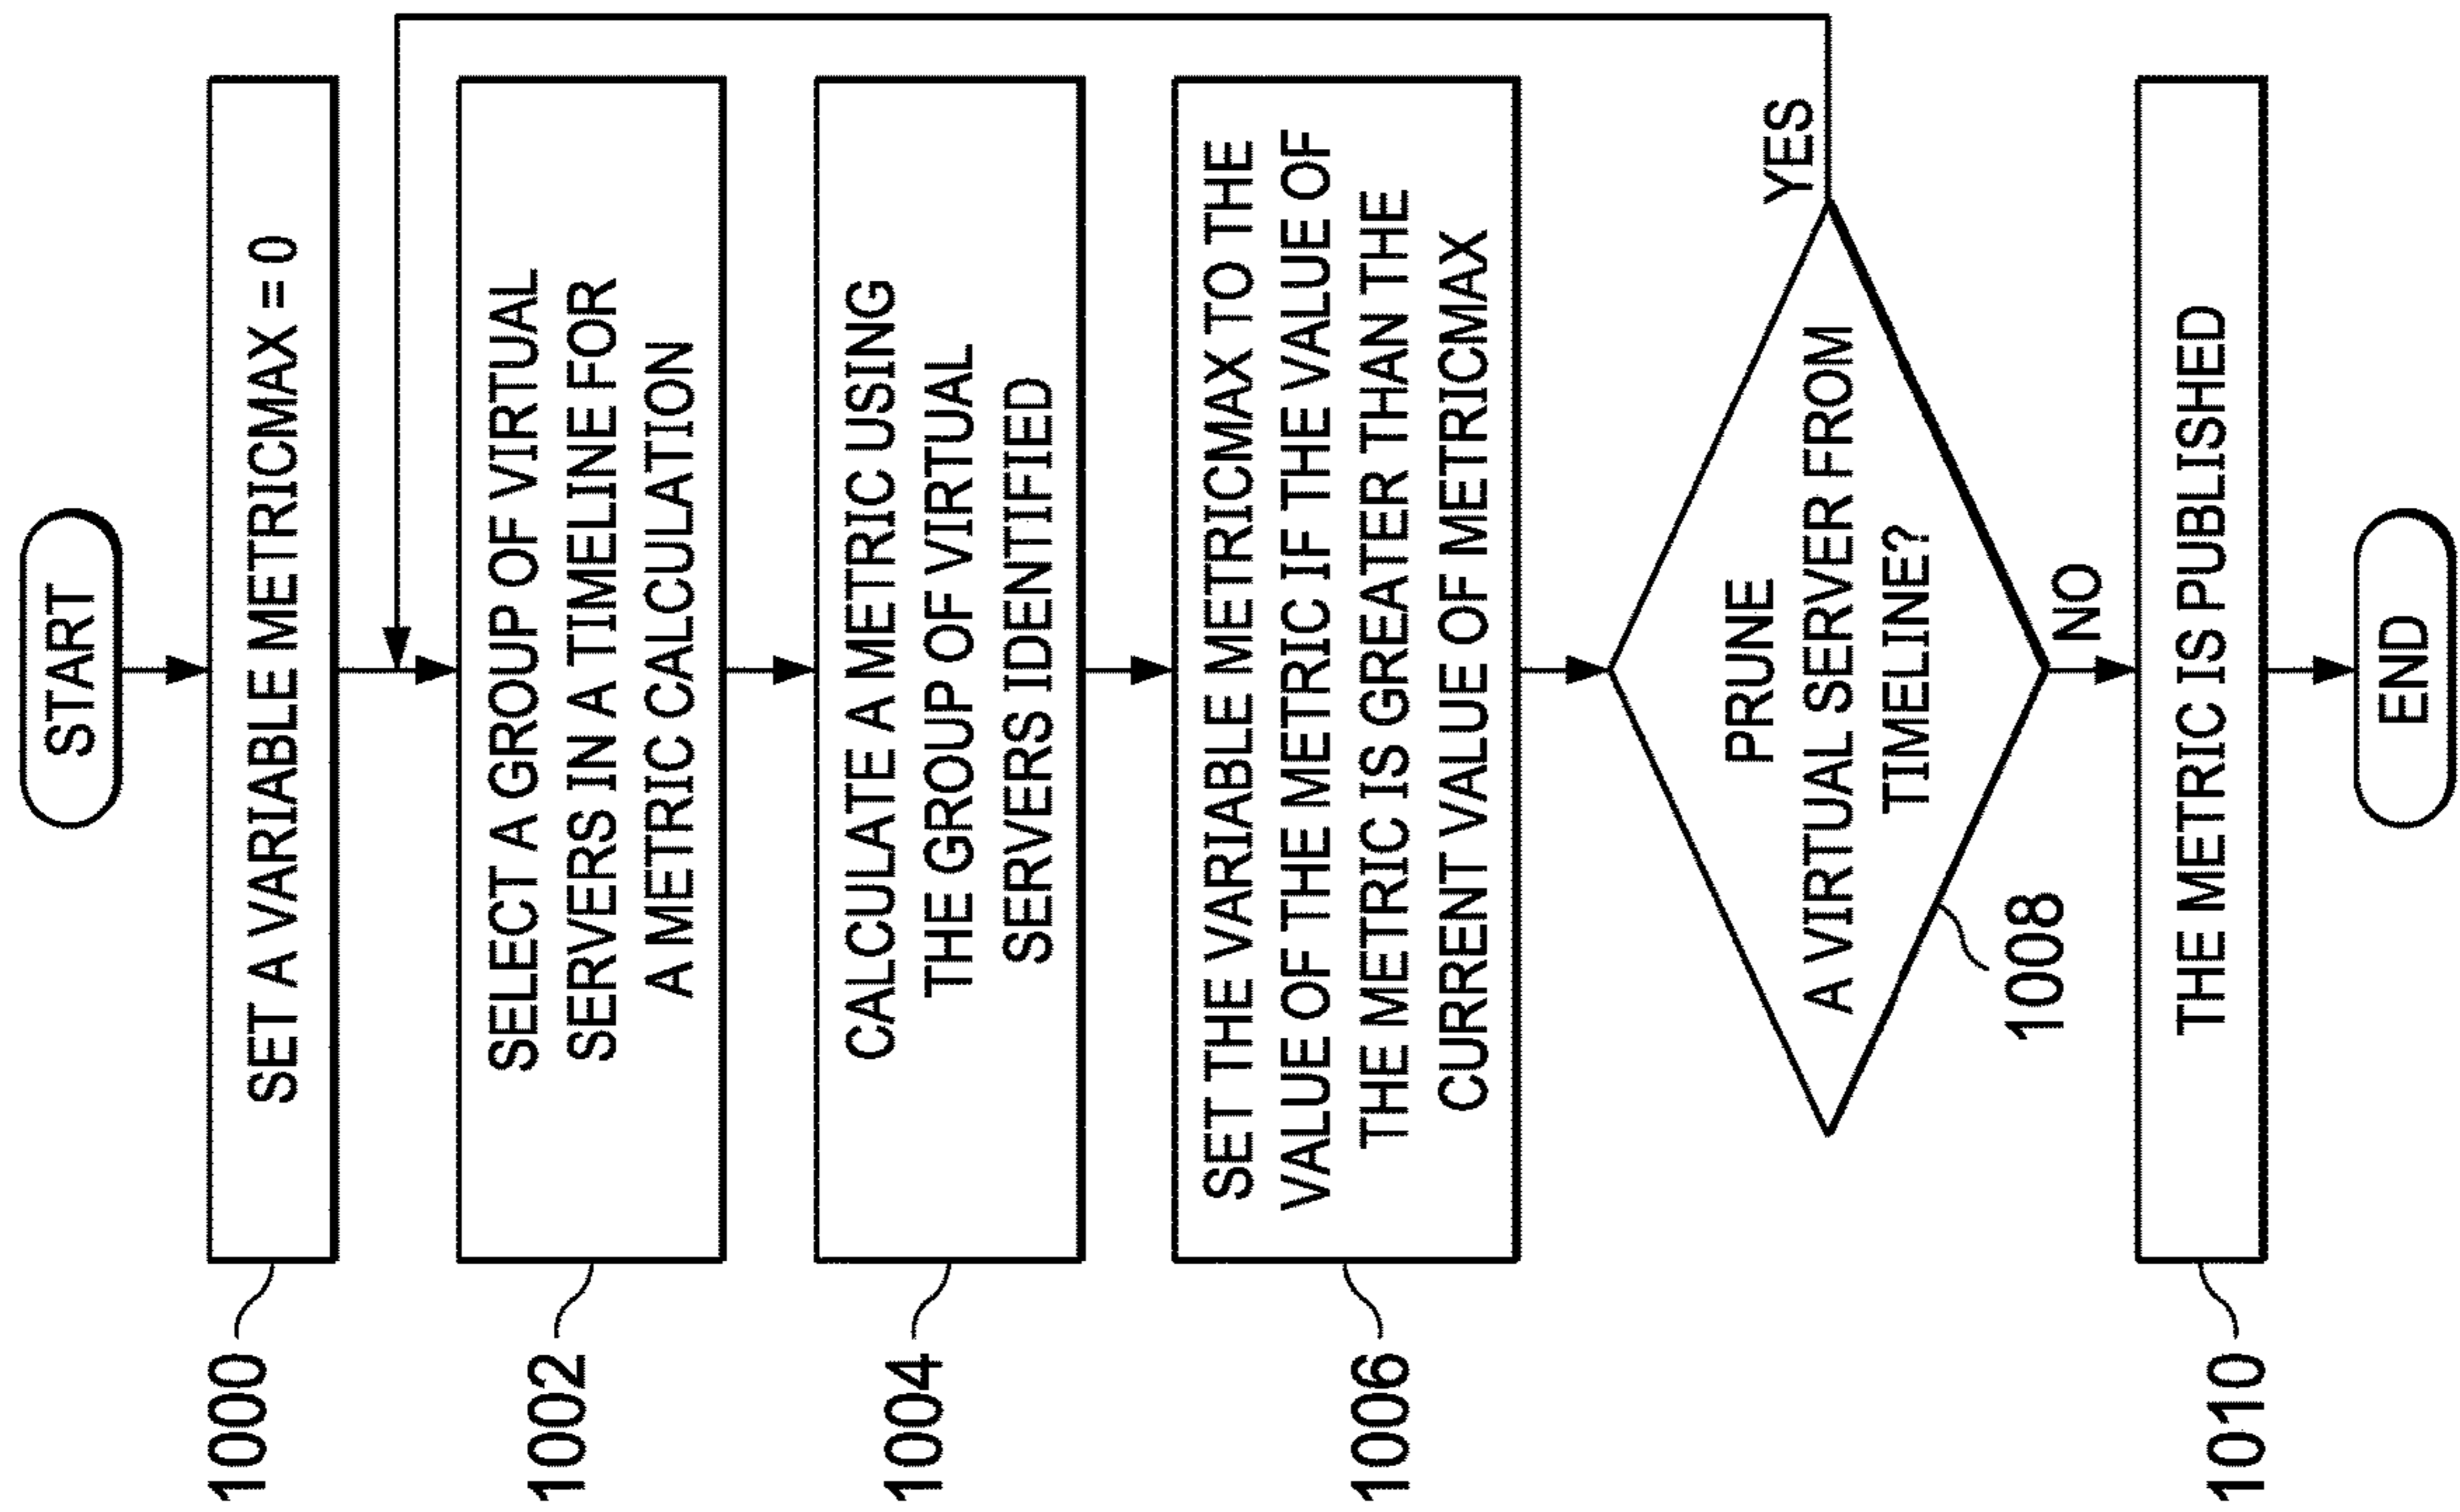 START
1000
SET A VARIABLE METRICMAX = 0
1002
SELECT A GROUP OF VIRTUAL
SERVERS IN A TIMELINE FOR
A METRIC CALCULATION
1004
CALCULATE A METRIC USING
THE GROUP OF VIRTUAL
SERVERS IDENTIFIED
1006
SET THE VARIABLE METRICMAX TO THE
VALUE OF THE METRIC IF THE VALUE OF
THE METRIC IS GREATER THAN THE
CURRENT VALUE OF METRICMAX
PRUNE
A VIRTUAL SERVER FROM
TIMELINE?
YES
1008
NO
1010
THE METRIC IS PUBLISHED
END